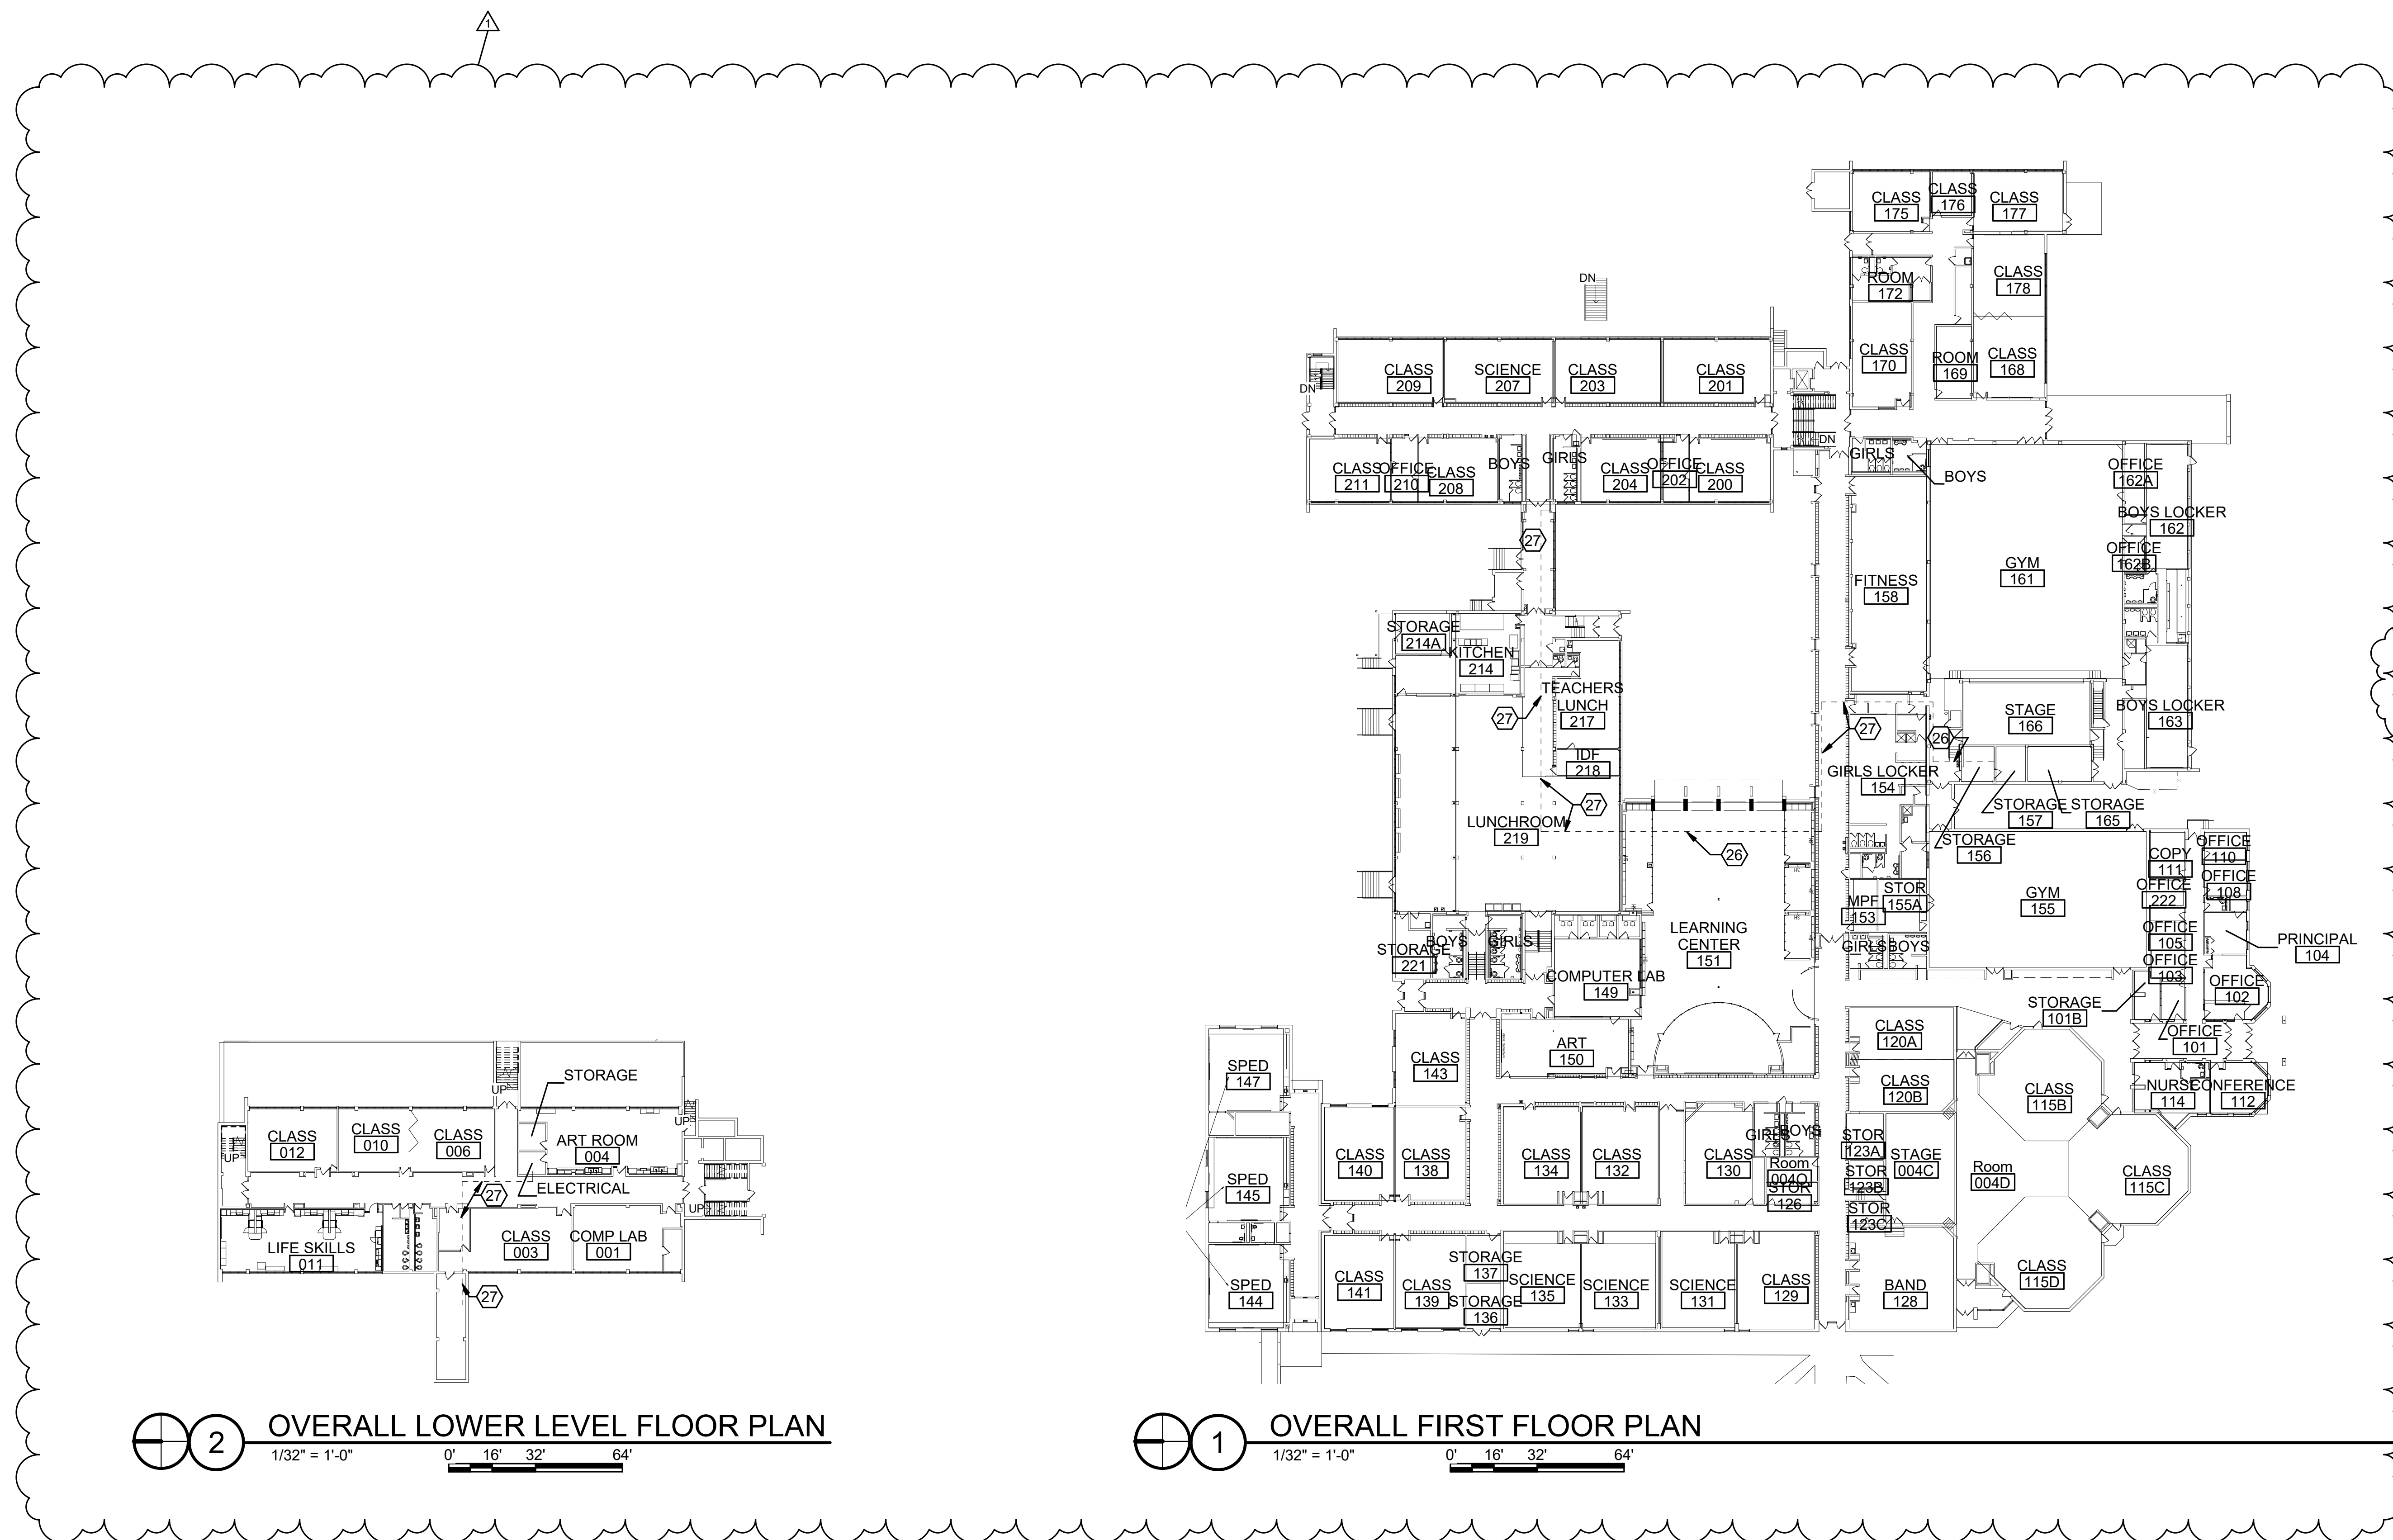 1
CLASS
175
CLASS
176
CLASS
177
ROOM
172
CLASS
178
DN
CLASS
170
ROOM
169
CLASS
168
CLASS
209
SCIENCE
207
CLASS
203
CLASS
201
DN
DN
CLASS
211
OFFICE
210
CLASS
208
BOYS
GIRLS
CLASS
204
OFFICE
202
CLASS
200
GIRLS
BOYS
OFFICE
162A
BOYS LOCKER
162
OFFICE
162B
27
GYM
161
FITNESS
158
STORAGE
214A
KITCHEN
214
TEACHERS
LUNCH
217
27
IDF
218
27
27
26
STAGE
166
BOYS LOCKER
163
GIRLS LOCKER
154
STORAGE
157
STORAGE
165
STORAGE
156
LUNCHROOM
219
26
COPY
111
OFFICE
110
OFFICE
108
OFFICE
222
GYM
155
STOR
155A
MPF
153
OFFICE
105
OFFICE
103
PRINCIPAL
104
OFFICE
102
STORAGE
101B
OFFICE
101
GIRLS
BOYS
LEARNING
CENTER
151
STORAGE
221
BOYS
GIRLS
COMPUTER LAB
149
ART
150
CLASS
143
CLASS
120A
CLASS
120B
CLASS
115B
NURSE
114
CONFERENCE
112
SPED
147
SPED
145
SPED
144
CLASS
140
CLASS
138
CLASS
134
CLASS
132
CLASS
130
GIRLS
BOYS
Room
004O
STOR
126
STOR
123A
STOR
123B
STOR
123C
STAGE
004C
Room
004D
CLASS
115C
CLASS
115D
CLASS
141
CLASS
139
STORAGE
137
STORAGE
136
SCIENCE
135
SCIENCE
133
SCIENCE
131
CLASS
129
BAND
128
UP
STORAGE
UP
CLASS
012
CLASS
010
CLASS
006
ART ROOM
004
UP
ELECTRICAL
27
UP
LIFE SKILLS
011
CLASS
003
COMP LAB
001
27
2
OVERALL LOWER LEVEL FLOOR PLAN
1/32" = 1'-0"
0' 16' 32' 64'
1
OVERALL FIRST FLOOR PLAN
1/32" = 1'-0"
0' 16' 32' 64'